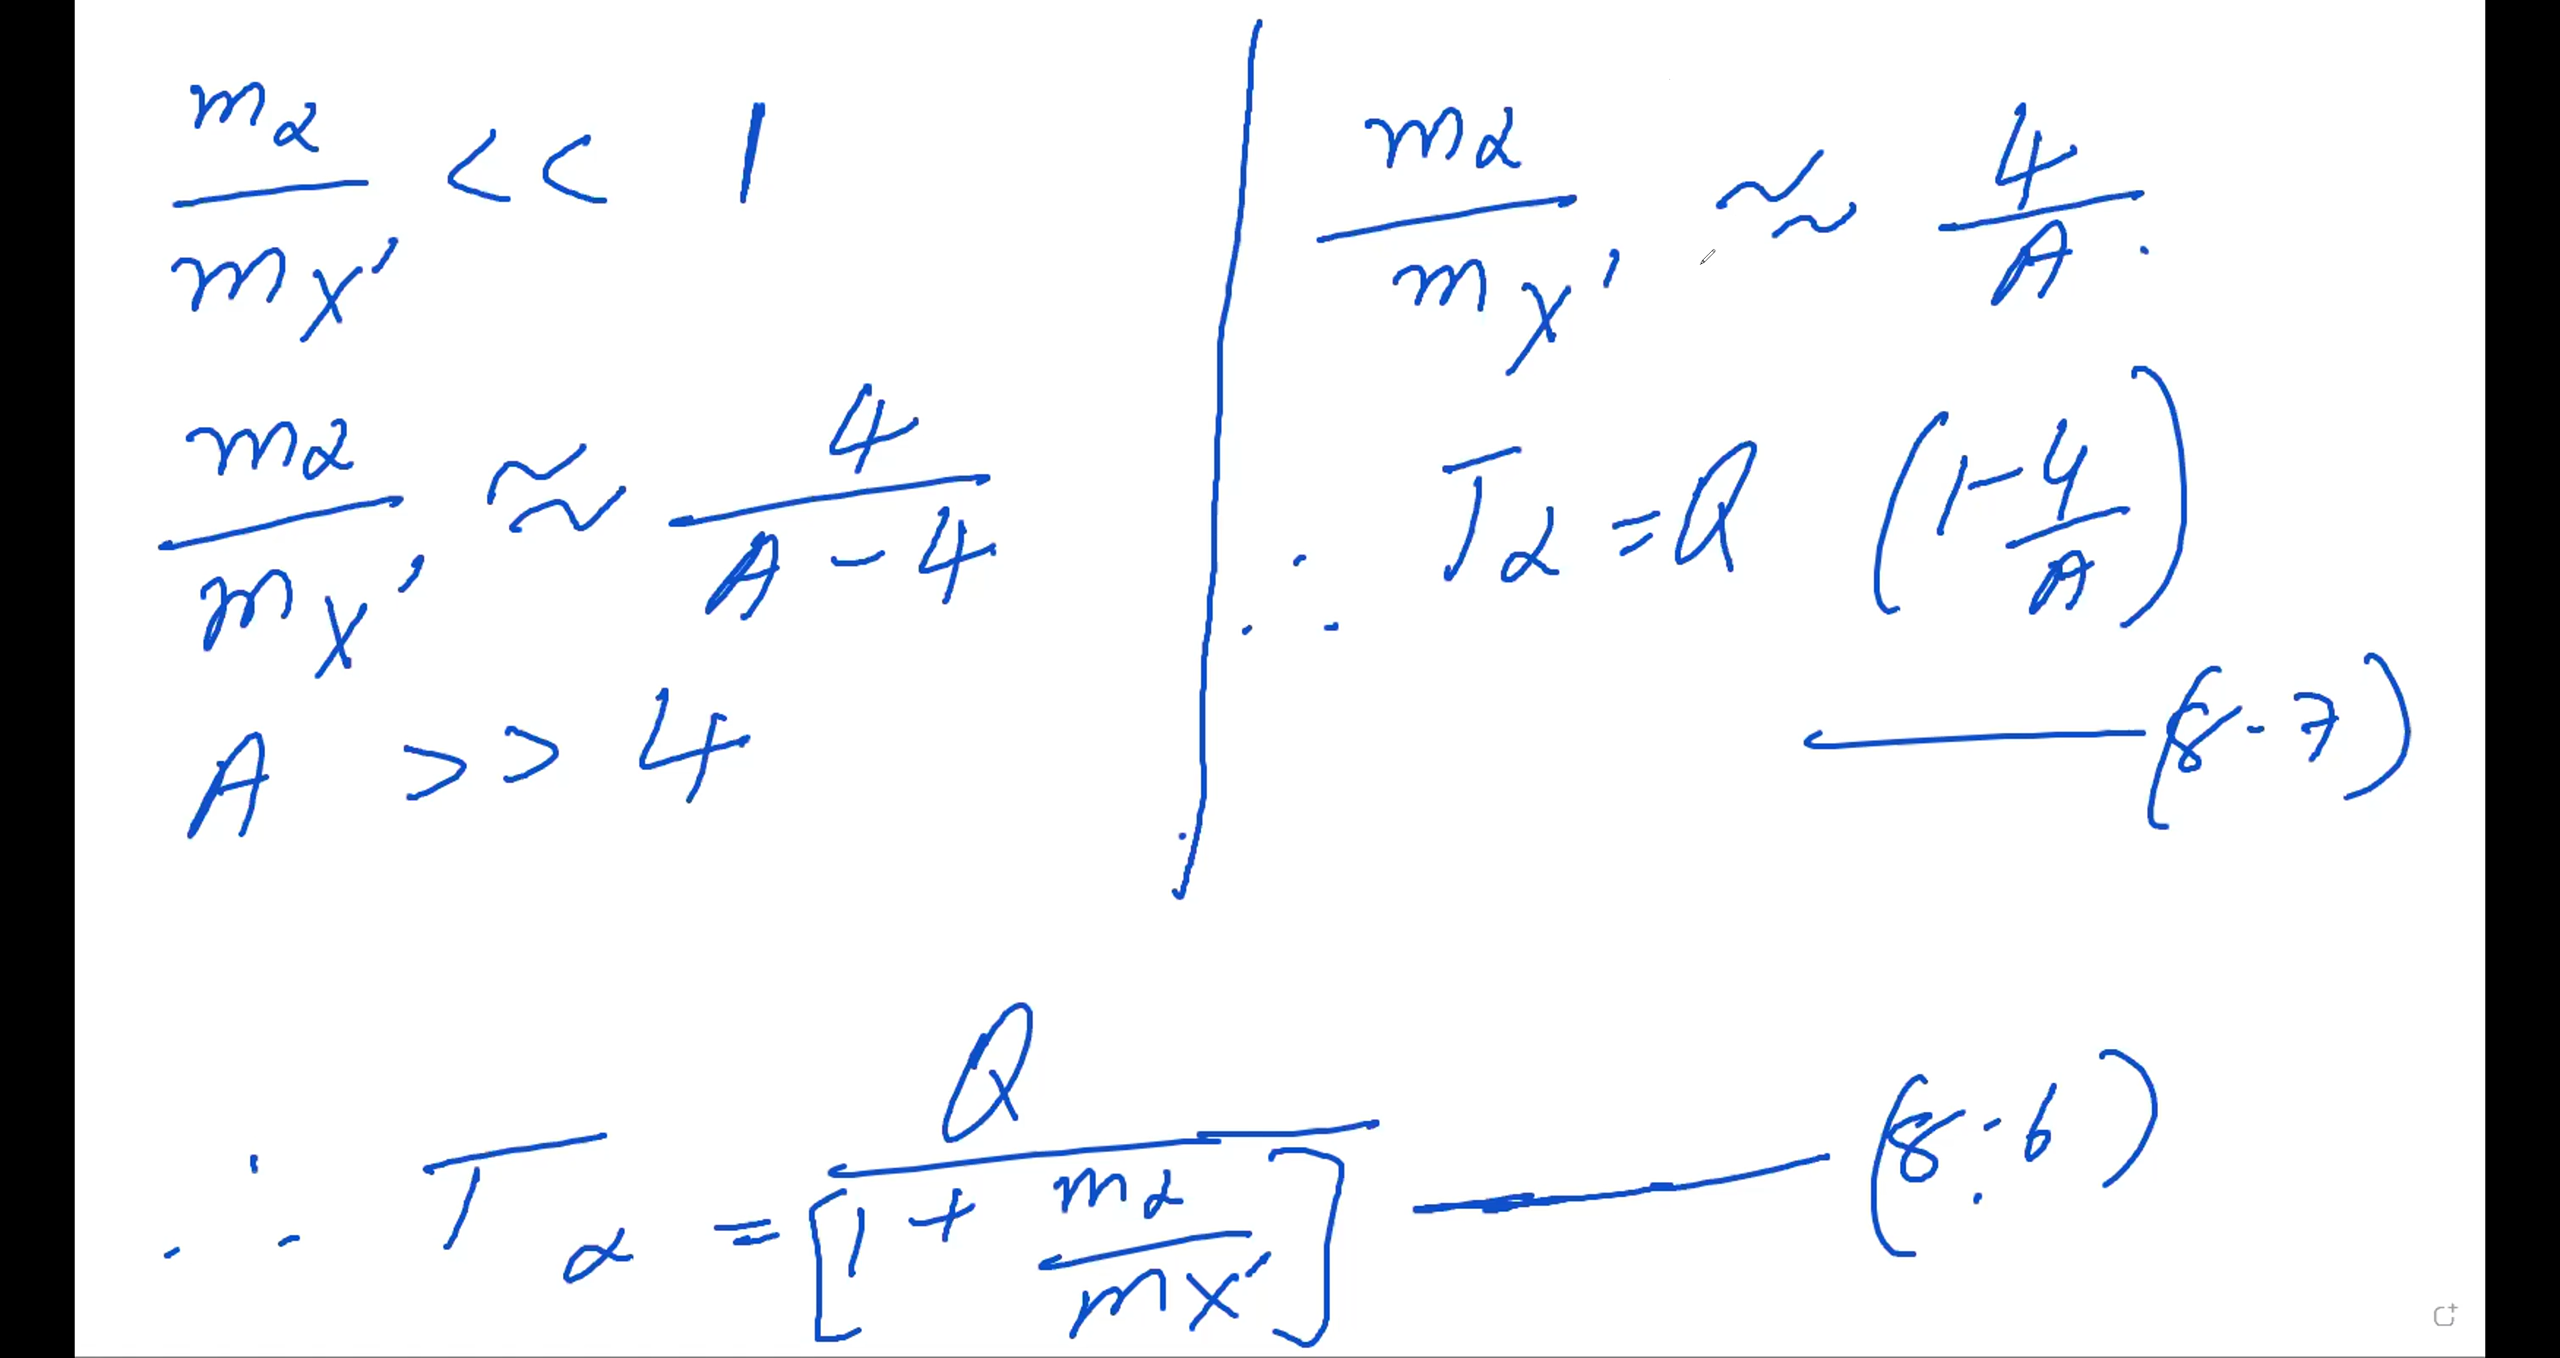 mα/mX' << 1
mα/mX' ≈ 4/(A-4)
A >> 4
mα/mX' ≈ 4/A.
∴ Tα = Q (1-4/A)
——— (8-7)
∴ Tα = Q/[1 + mα/mX'] ——— (8:6)